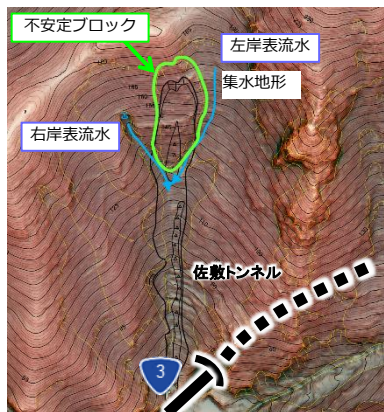 不安定ブロック
左岸表流水
集水地形
右岸表流水
佐敷トンネル
3